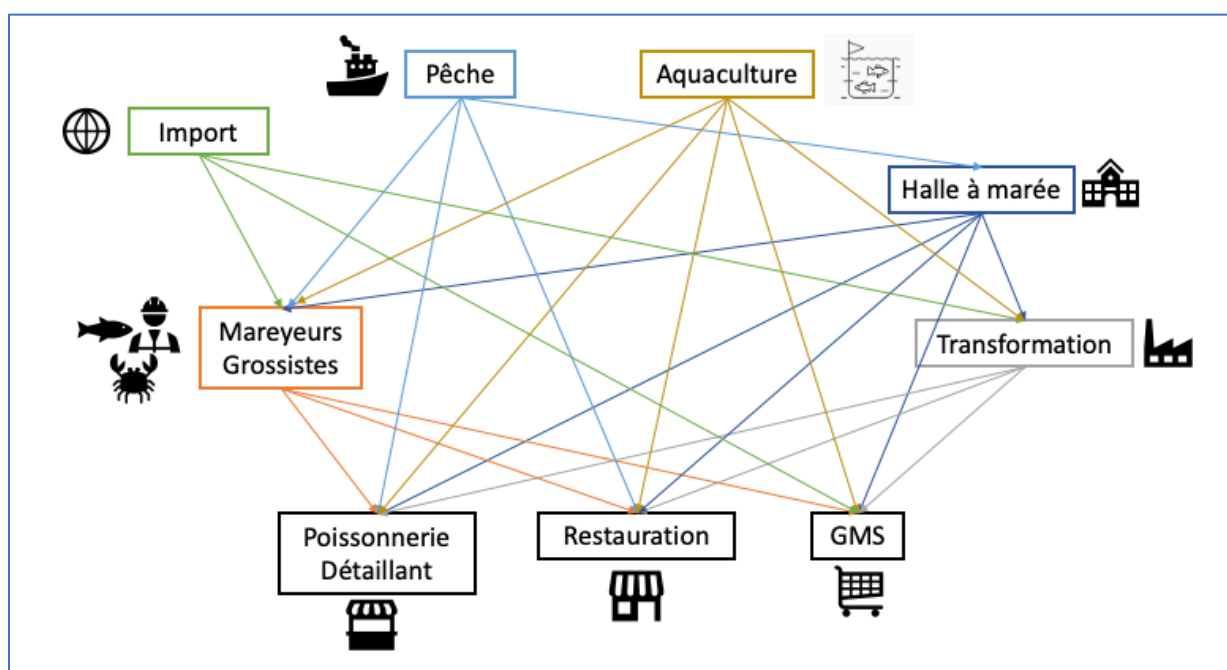 Pêche
Aquaculture
Import
Halle à marée
Mareyeurs
Grossistes
Transformation
Poissonnerie
Détaillant
Restauration
GMS